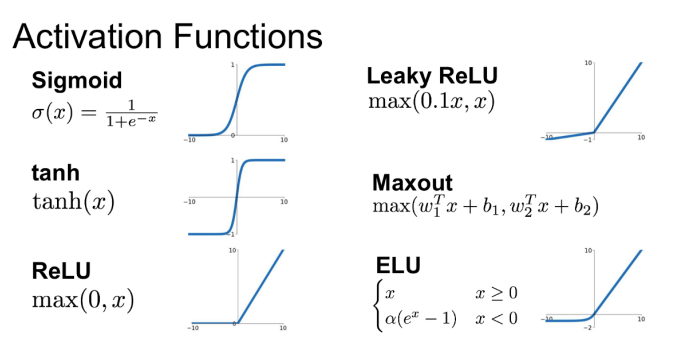 Activation Functions
Sigmoid
σ(x) = 1/(1+e^{-x})
1
0
-10
10
tanh
tanh(x)
1
-10
10
-1
ReLU
max(0, x)
10
-10
0
10
Leaky ReLU
max(0.1x, x)
10
-10
-1
10
Maxout
max(w_1^T x + b_1, w_2^T x + b_2)
ELU
{ x x ≥ 0
α(e^x − 1) x < 0
10
-10
-2
10